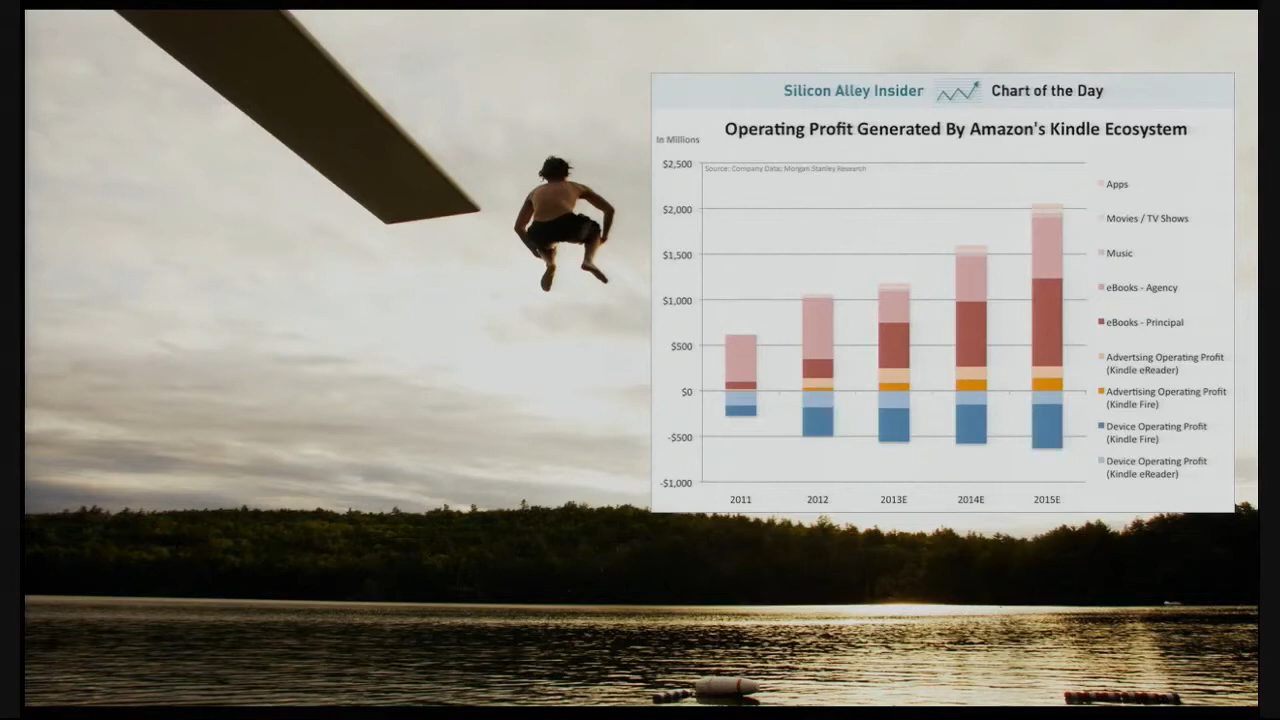 Silicon Alley Insider Chart of the Day
Operating Profit Generated By Amazon's Kindle Ecosystem
In Millions
Source: Company Data; Morgan Stanley Research
$2,500
$2,000
$1,500
$1,000
$500
$0
-$500
-$1,000
2011 2012 2013E 2014E 2015E
Apps
Movies / TV Shows
Music
eBooks - Agency
eBooks - Principal
Advertsing Operating Profit
(Kindle eReader)
Advertising Operating Profit
(Kindle Fire)
Device Operating Profit
(Kindle Fire)
Device Operating Profit
(Kindle eReader)